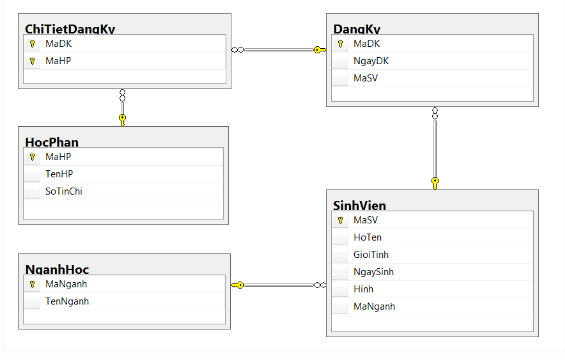 ChiTietDangKy
MaDK
MaHP
DangKy
MaDK
NgayDK
MaSV
HocPhan
MaHP
TenHP
SoTinChi
SinhVien
MaSV
HoTen
GioiTinh
NgaySinh
Hinh
MaNganh
NganhHoc
MaNganh
TenNganh